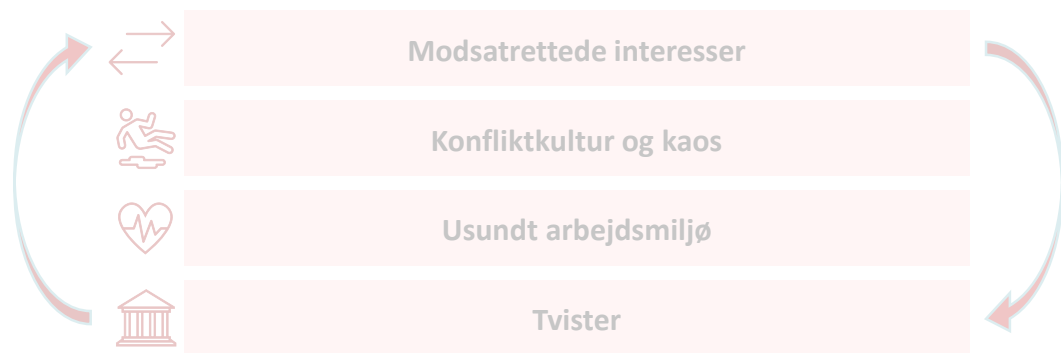 Modsatrettede interesser
Konfliktkultur og kaos
Usundt arbejdsmiljø
Tvister